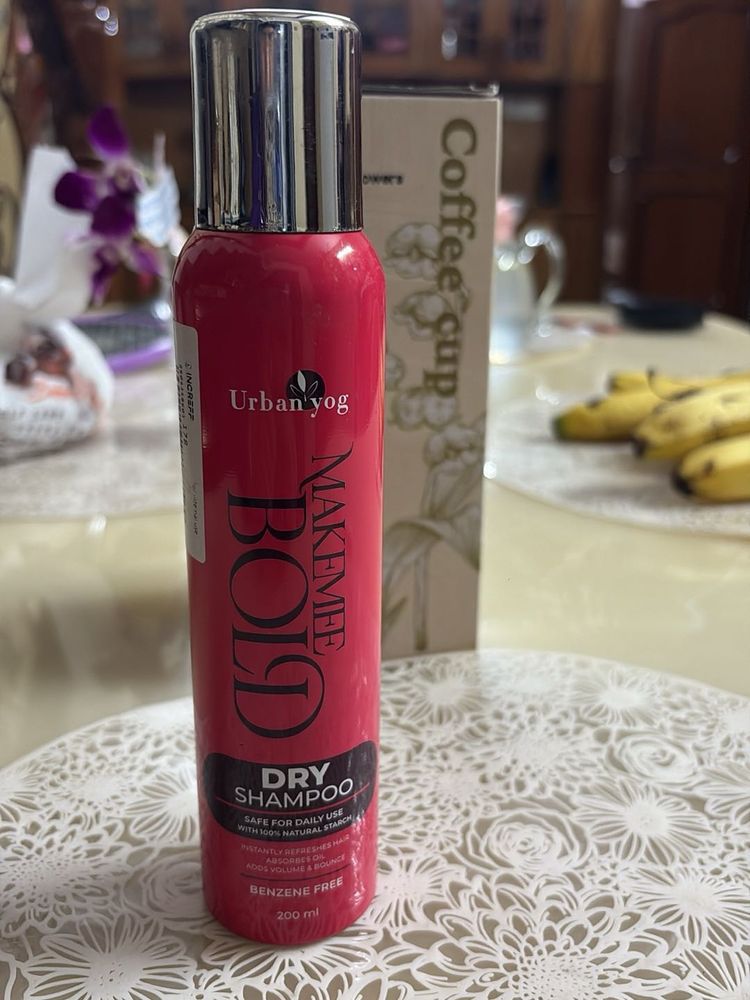 Urban yog
MAKEMEE
BOLD
DRY
SHAMPOO
SAFE FOR DAILY USE
WITH 100% NATURAL STARCH
INSTANTLY REFRESHES HAIR
ABSORBES OIL
ADDS VOLUME & BOUNCE
BENZENE FREE
200 ml
Coffee cup